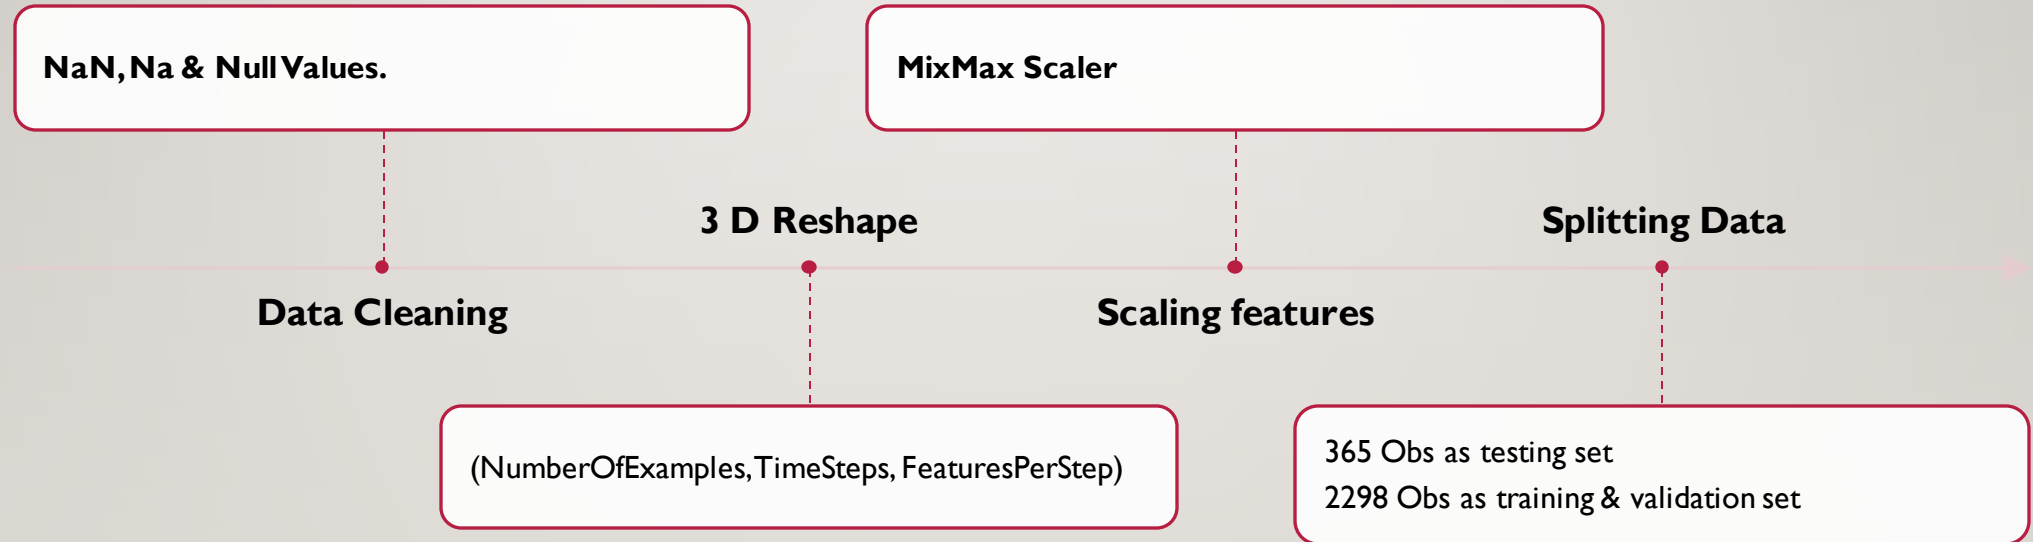 NaN, Na & Null Values.
MixMax Scaler
3 D Reshape
Splitting Data
Data Cleaning
Scaling features
(NumberOfExamples, TimeSteps, FeaturesPerStep)
365 Obs as testing set
2298 Obs as training & validation set